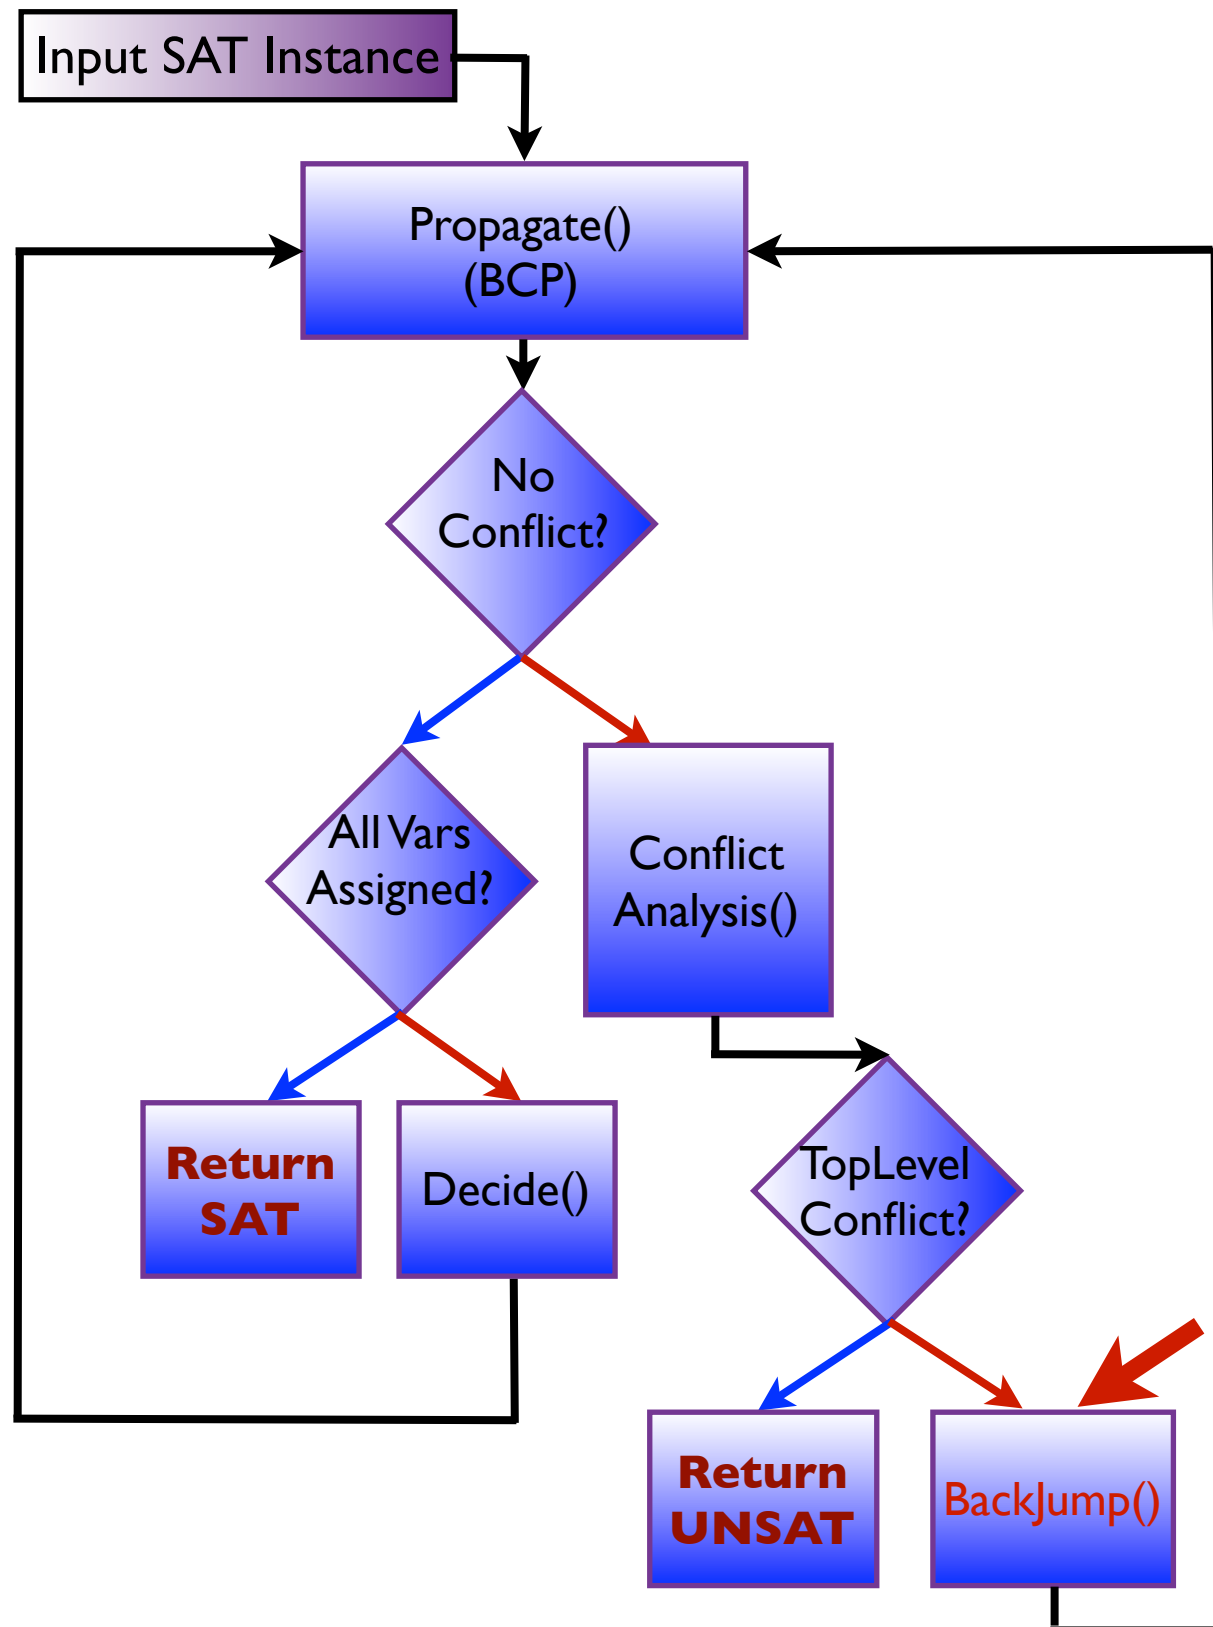 Input SAT Instance
Propagate()
(BCP)
No
Conflict?
All Vars
Assigned?
Conflict
Analysis()
Return
SAT
Decide()
TopLevel
Conflict?
Return
UNSAT
BackJump()